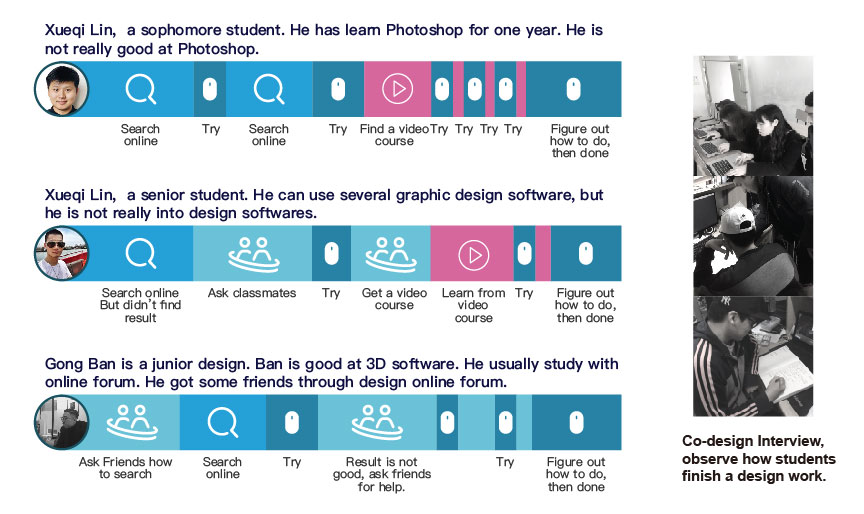 Xueqi Lin, a sophomore student. He has learn Photoshop for one year. He is
not really good at Photoshop.
Search
online
Try
Search
online
Try
Find a video
course
Try
Try
Try
Try
Figure out
how to do,
then done
Xueqi Lin, a senior student. He can use several graphic design software, but
he is not really into design softwares.
Search online
But didn't find
result
Ask classmates
Try
Get a video
course
Learn from
video
course
Try
Figure out
how to do,
then done
Gong Ban is a junior design. Ban is good at 3D software. He usually study with
online forum. He got some friends through design online forum.
Ask Friends how
to search
Search
online
Try
Result is not
good, ask friends
for help.
Try
Figure out
how to do,
then done
Co-design Interview,
observe how students
finish a design work.